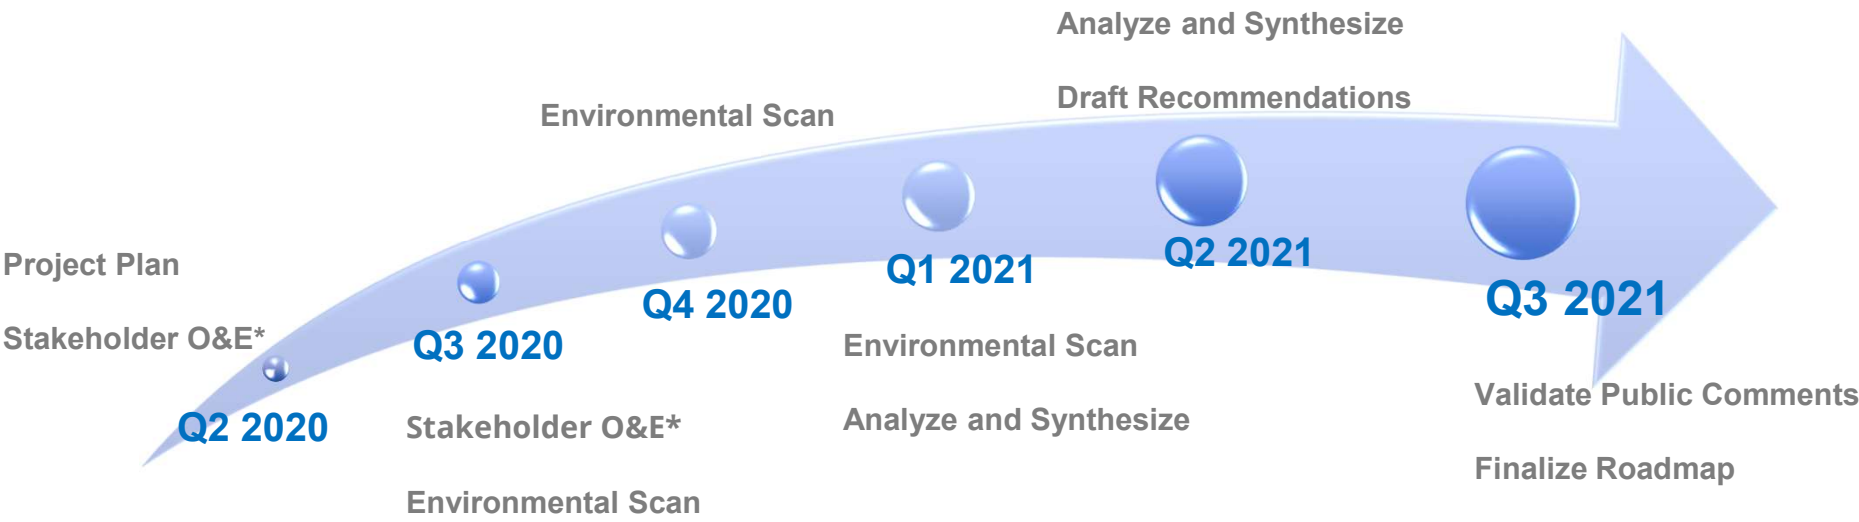 Analyze and Synthesize
Draft Recommendations
Environmental Scan
Project Plan
Stakeholder O&E*
Q2 2020
Q3 2020
Q4 2020
Q1 2021
Q2 2021
Q3 2021
Stakeholder O&E*
Environmental Scan
Environmental Scan
Analyze and Synthesize
Validate Public Comments
Finalize Roadmap